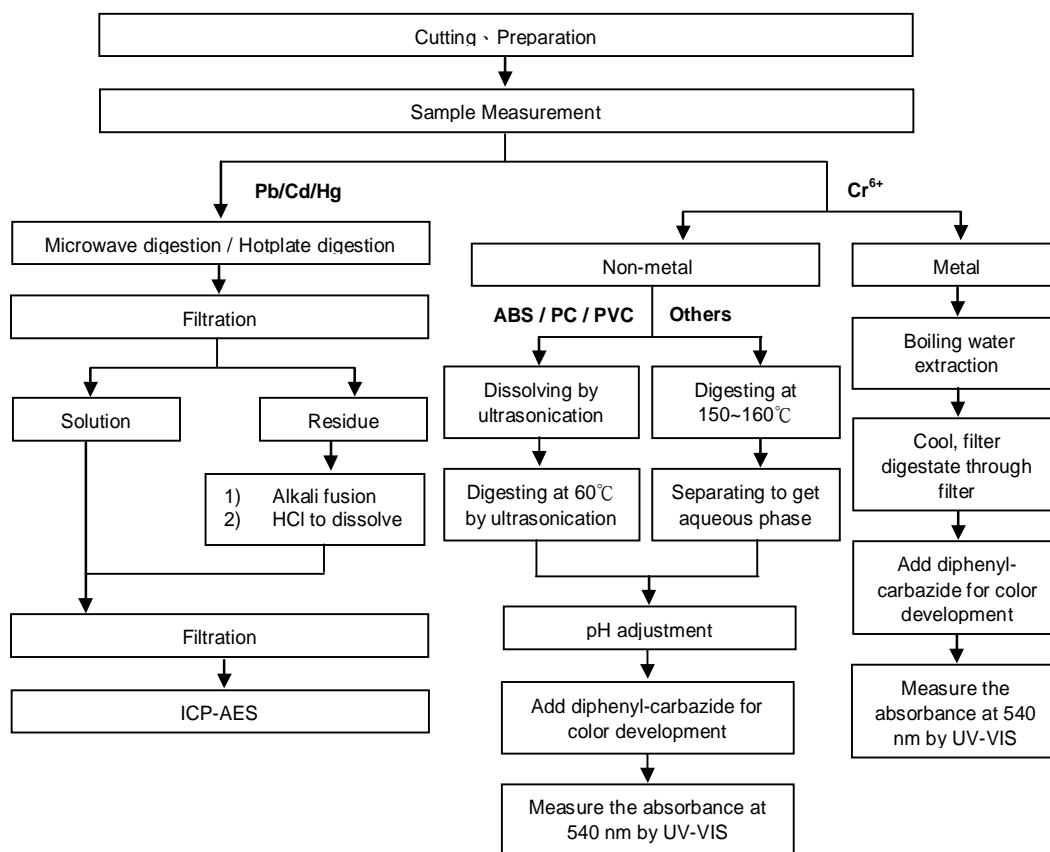 Cutting、Preparation
Sample Measurement
Pb/Cd/Hg
Microwave digestion / Hotplate digestion
Filtration
Solution
Residue
1) Alkali fusion
2) HCl to dissolve
Filtration
ICP-AES
Cr⁶⁺
Non-metal
ABS / PC / PVC
Others
Dissolving by
ultrasonication
Digesting at 60℃
by ultrasonication
Digesting at
150~160℃
Separating to get
aqueous phase
pH adjustment
Add diphenyl-carbazide for
color development
Measure the absorbance at
540 nm by UV-VIS
Metal
Boiling water
extraction
Cool, filter
digestate through
filter
Add diphenyl-
carbazide for color
development
Measure the
absorbance at 540
nm by UV-VIS